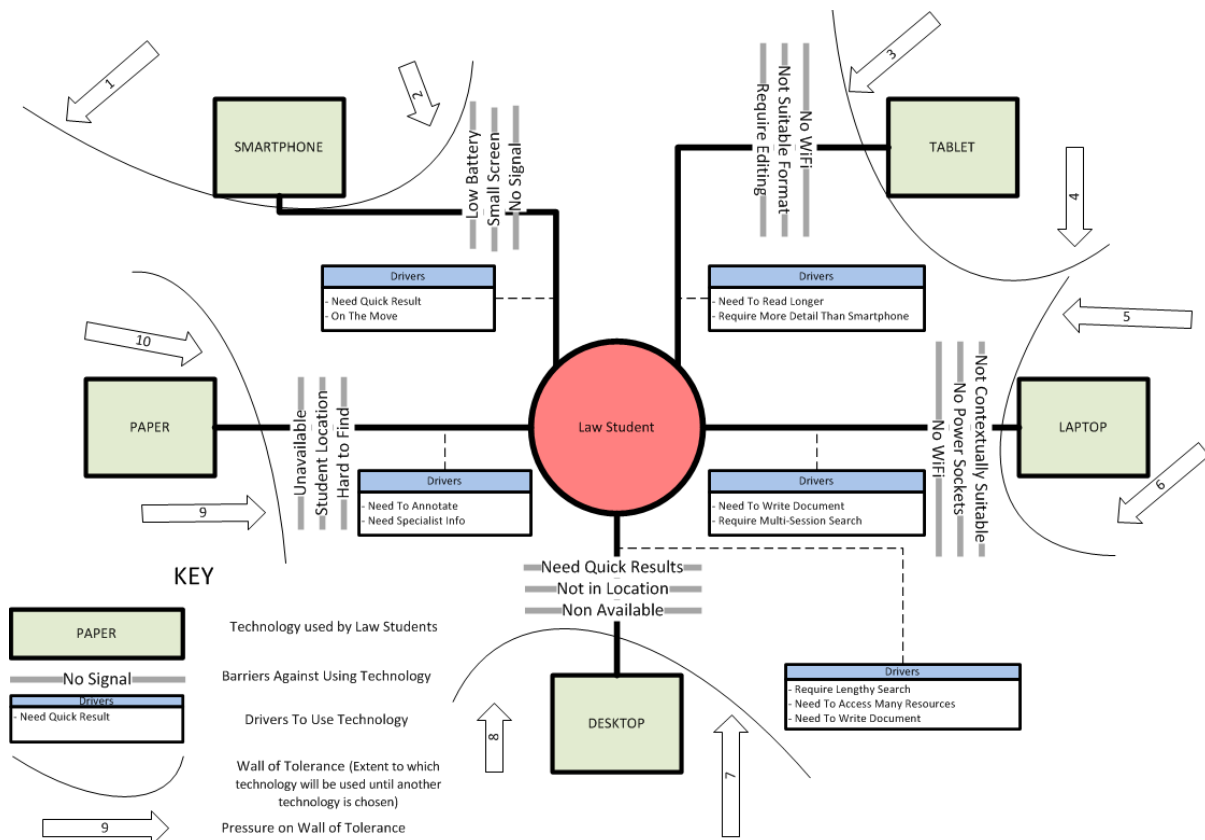 1
2
3
SMARTPHONE
Low Battery
Small Screen
No Signal
Require Editing
Not Suitable Format
No WiFi
TABLET
4
Drivers
- Need Quick Result
- On The Move
Drivers
- Need To Read Longer
- Require More Detail Than Smartphone
10
5
PAPER
Unavailable
Student Location
Hard to Find
Law Student
No WiFi
No Power Sockets
Not Contextually Suitable
LAPTOP
9
6
Drivers
- Need To Annotate
- Need Specialist Info
Drivers
- Need To Write Document
- Require Multi-Session Search
Need Quick Results
Not in Location
Non Available
8
DESKTOP
7
Drivers
- Require Lengthy Search
- Need To Access Many Resources
- Need To Write Document
KEY
PAPER
Technology used by Law Students
No Signal
Barriers Against Using Technology
Drivers
- Need Quick Result
Drivers To Use Technology
Wall of Tolerance (Extent to which
technology will be used until another
technology is chosen)
9
Pressure on Wall of Tolerance